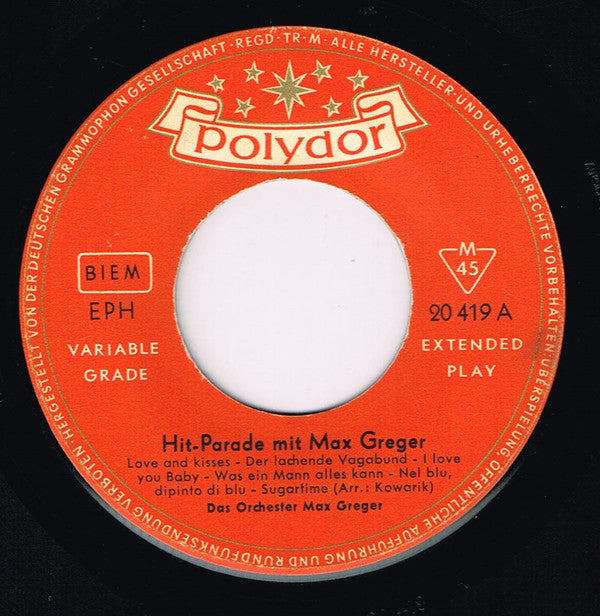 HERGESTELLT VON DER DEUTSCHEN GRAMMOPHON GESELLSCHAFT · REGD · TR · M · ALLE HERSTELLER- UND URHEBERRECHTE VORBEHALTEN · ÜBERSPIELUNG, ÖFFENTLICHE AUFFÜHRUNG UND RUNDFUNKSENDUNG VERBOTEN ·
polydor
BIEM
EPH
VARIABLE
GRADE
M
45
20 419 A
EXTENDED
PLAY
Hit-Parade mit Max Greger
Love and kisses - Der lachende Vagabund - I love
you Baby - Was ein Mann alles kann - Nel blu,
dipinto di blu - Sugartime (Arr.: Kowarik)
Das Orchester Max Greger